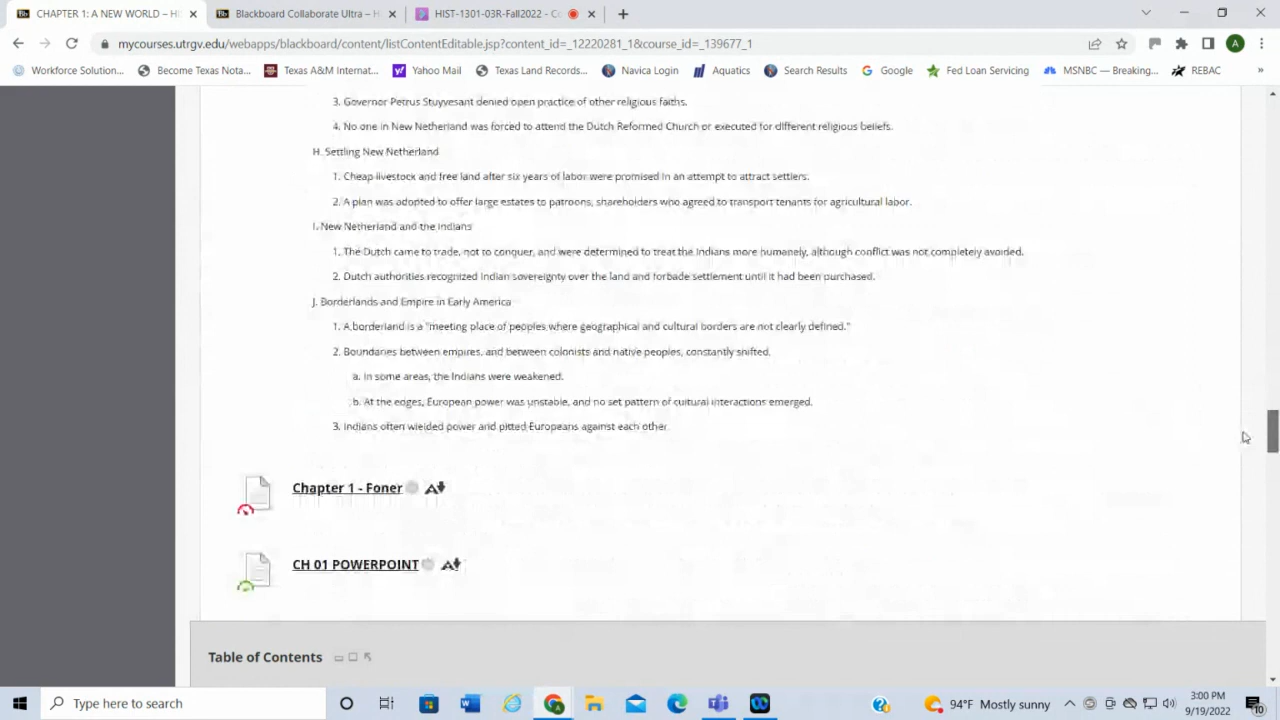 CHAPTER 1: A NEW WORLD – H
Blackboard Collaborate Ultra – H
HIST-1301-03R-Fall2022 - Co
mycourses.utrgv.edu/webapps/blackboard/content/listContentEditable.jsp?content_id=_12220281_1&course_id=_139677_1
A
Workforce Solution...
Become Texas Nota...
Texas A&M Internat...
Yahoo Mail
Texas Land Records...
Navica Login
Aquatics
Search Results
Google
Fed Loan Servicing
MSNBC — Breaking...
REBAC
»
3. Governor Petrus Stuyvesant denied open practice of other religious faiths.
4. No one in New Netherland was forced to attend the Dutch Reformed Church or executed for different religious beliefs.
H. Settling New Netherland
1. Cheap livestock and free land after six years of labor were promised in an attempt to attract settlers.
2. A plan was adopted to offer large estates to patroons, shareholders who agreed to transport tenants for agricultural labor.
I. New Netherland and the Indians
1. The Dutch came to trade, not to conquer, and were determined to treat the Indians more humanely, although conflict was not completely avoided.
2. Dutch authorities recognized Indian sovereignty over the land and forbade settlement until it had been purchased.
J. Borderlands and Empire in Early America
1. A borderland is a "meeting place of peoples where geographical and cultural borders are not clearly defined."
2. Boundaries between empires, and between colonists and native peoples, constantly shifted.
a. In some areas, the Indians were weakened.
b. At the edges, European power was unstable, and no set pattern of cultural interactions emerged.
3. Indians often wielded power and pitted Europeans against each other.
Chapter 1 - Foner
CH 01 POWERPOINT
Table of Contents
Type here to search
94°F Mostly sunny
3:00 PM
9/19/2022
10